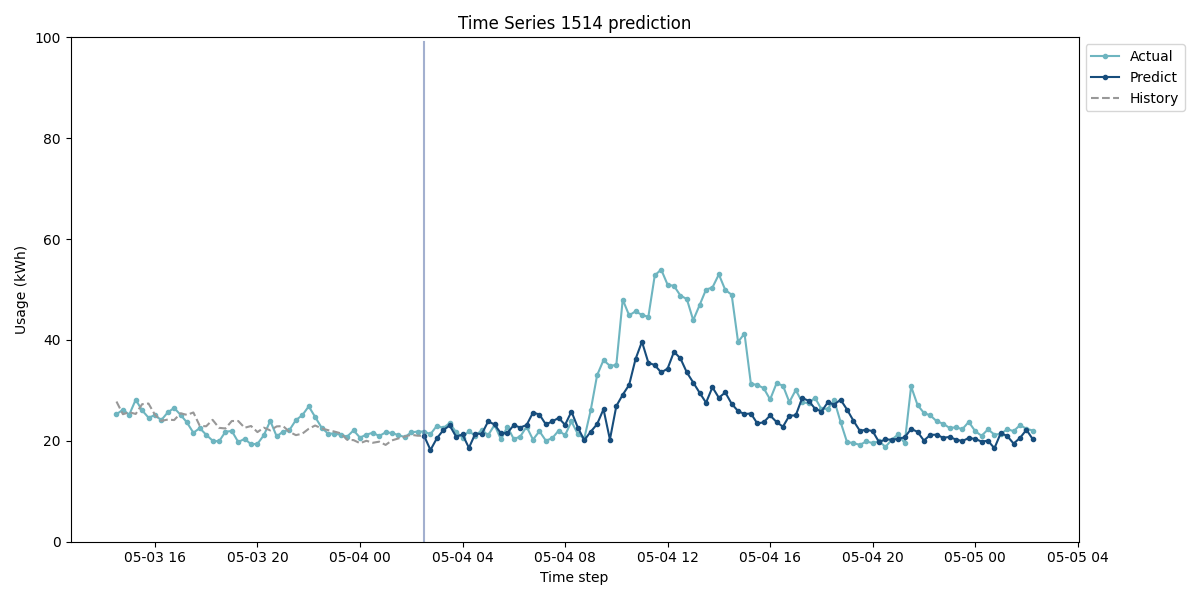 Time Series 1514 prediction
100
80
60
40
20
0
Usage (kWh)
05-03 16
05-03 20
05-04 00
05-04 04
05-04 08
05-04 12
05-04 16
05-04 20
05-05 00
05-05 04
Time step
Actual
Predict
History